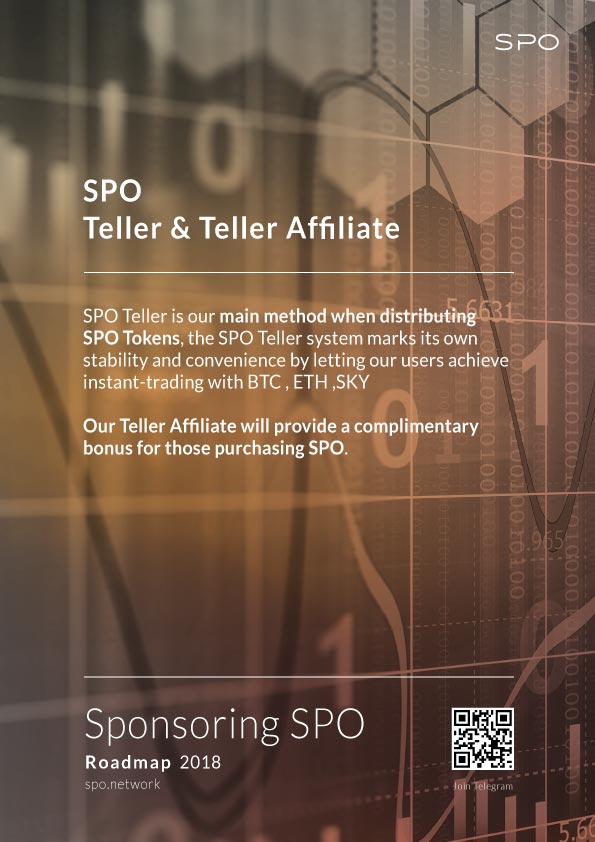 SPO
SPO
Teller & Teller Affiliate
5.6631
SPO Teller is our main method when distributing
SPO Tokens, the SPO Teller system marks its own
stability and convenience by letting our users achieve
instant-trading with BTC , ETH ,SKY
Our Teller Affiliate will provide a complimentary
bonus for those purchasing SPO.
Sponsoring SPO
Roadmap 2018
spo.network
Join Telegram